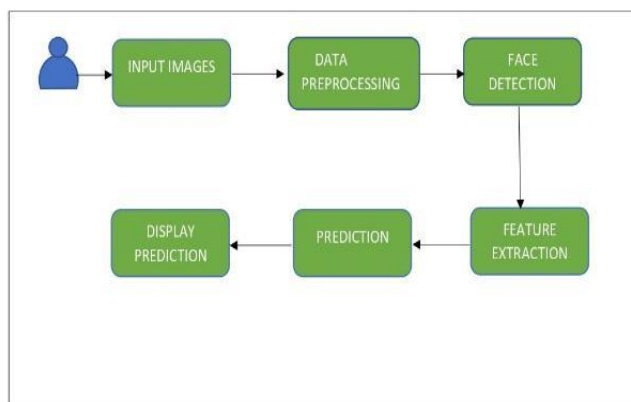 INPUT IMAGES
DATA
PREPROCESSING
FACE
DETECTION
DISPLAY
PREDICTION
PREDICTION
FEATURE
EXTRACTION